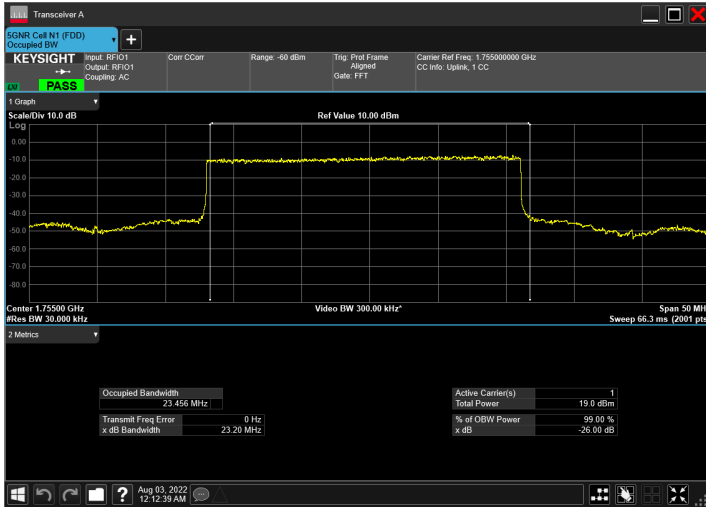 Transceiver A
5GNR Cell N1 (FDD)
Occupied BW
+
KEYSIGHT
LXI
PASS
Input: RFIO1
Output: RFIO1
Coupling: AC
Corr CCorr
Range: -60 dBm
Trig: Prot Frame
Aligned
Gate: FFT
Carrier Ref Freq: 1.755000000 GHz
CC Info: Uplink, 1 CC
1 Graph
Scale/Div 10.0 dB
Ref Value 10.00 dBm
Log
0.00
-10.0
-20.0
-30.0
-40.0
-50.0
-60.0
-70.0
-80.0
Center 1.75500 GHz
Video BW 300.00 kHz*
Span 50 MH
#Res BW 30.000 kHz
Sweep 66.3 ms (2001 pts
2 Metrics
Occupied Bandwidth
23.456 MHz
Transmit Freq Error 0 Hz
x dB Bandwidth 23.20 MHz
Active Carrier(s) 1
Total Power 19.0 dBm
% of OBW Power 99.00 %
x dB -26.00 dB
?
Aug 03, 2022
12:12:39 AM